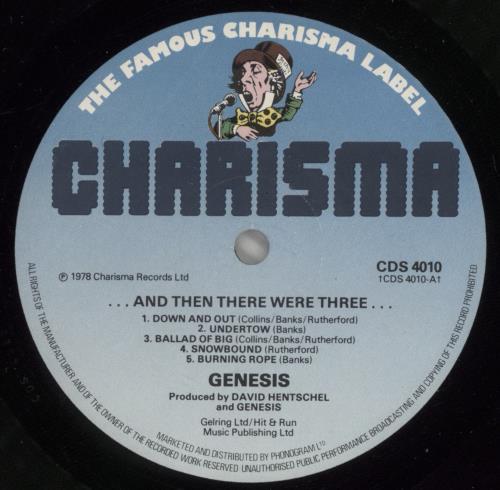 THE FAMOUS CHARISMA LABEL
CHARISMA
℗ 1978 Charisma Records Ltd
CDS 4010
†CDS 4010-A†
. . . AND THEN THERE WERE THREE . . .
1. DOWN AND OUT (Collins/Banks/Rutherford)
2. UNDERTOW (Banks)
3. BALLAD OF BIG (Collins/Banks/Rutherford)
4. SNOWBOUND (Rutherford)
5. BURNING ROPE (Banks)
GENESIS
Produced by DAVID HENTSCHEL
and GENESIS
Gelring Ltd/Hit & Run
Music Publishing Ltd
MARKETED AND DISTRIBUTED BY PHONOGRAM LTD
ALL RIGHTS OF THE MANUFACTURER AND OF THE OWNER OF THE RECORDED WORK RESERVED UNAUTHORISED PUBLIC PERFORMANCE BROADCASTING AND COPYING OF THIS RECORD PROHIBITED